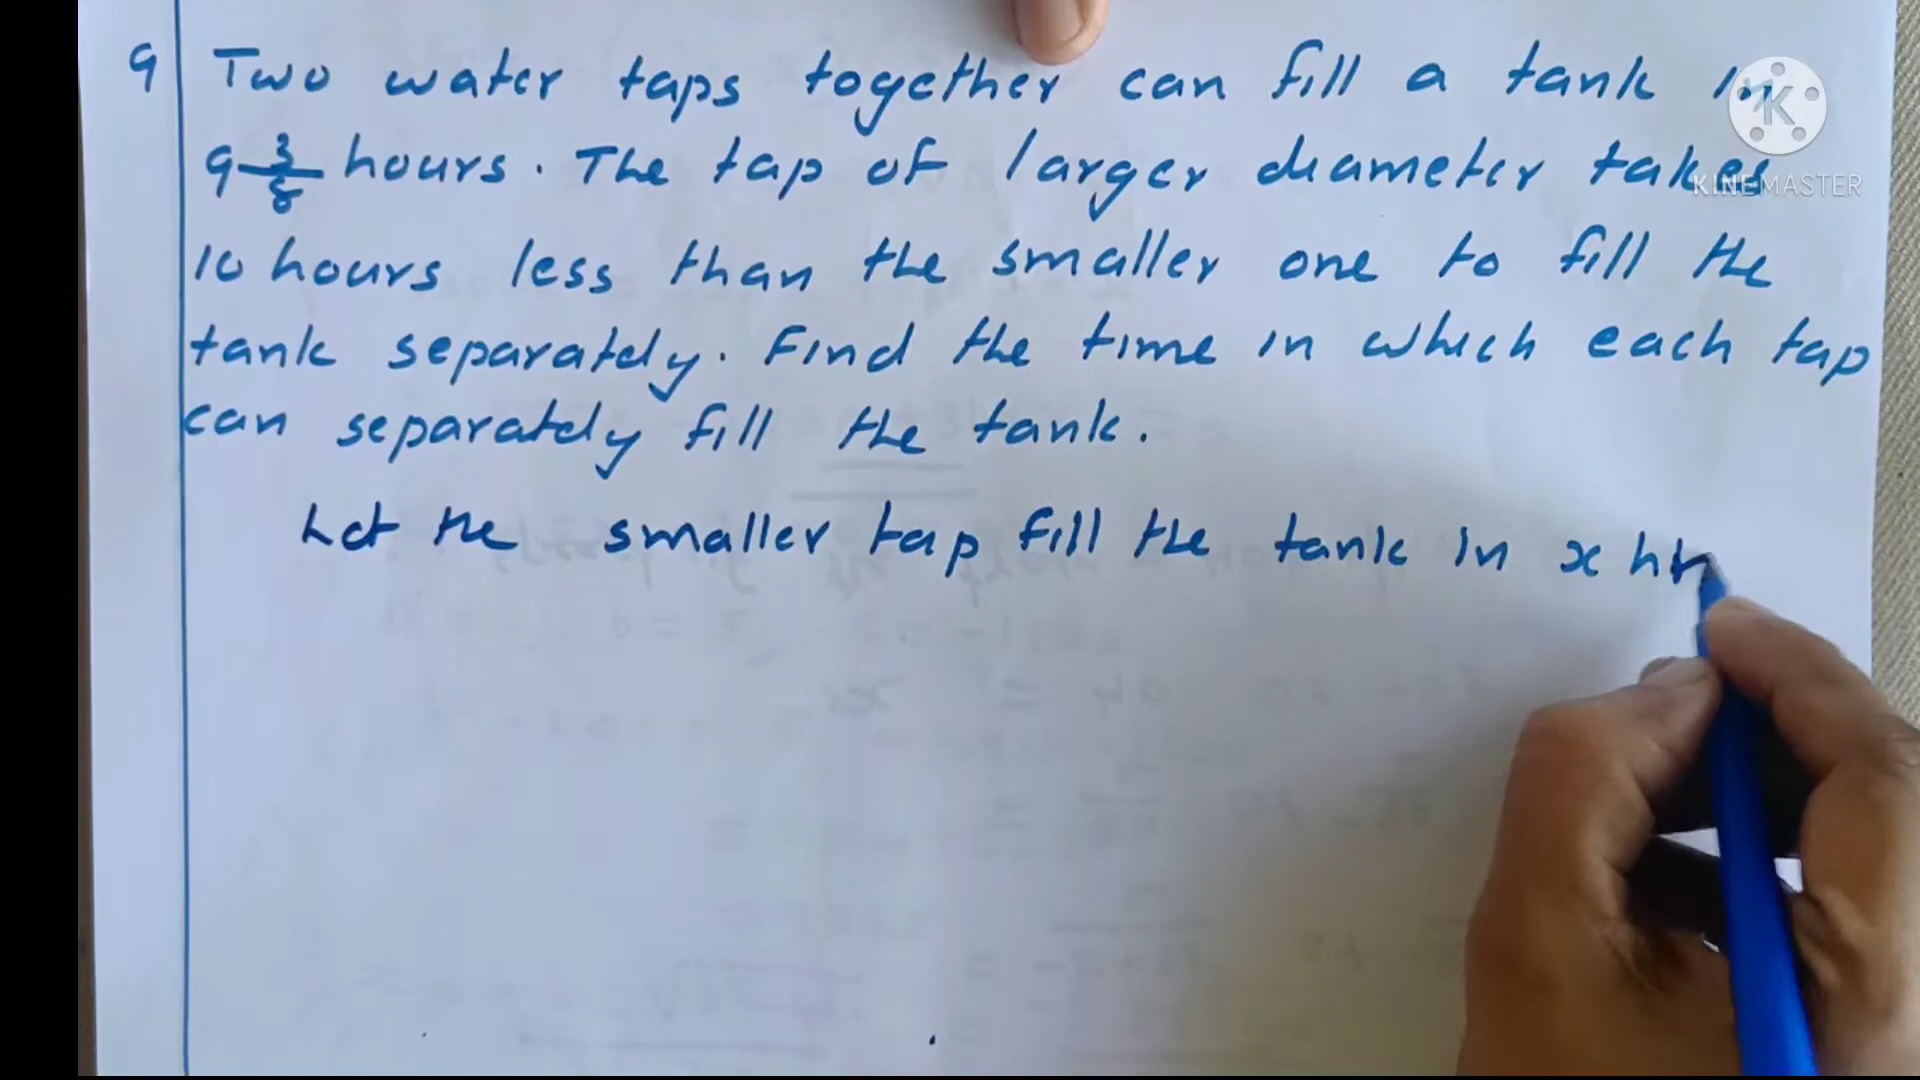 9 Two water taps together can fill a tank in
9 3/8 hours. The tap of larger diameter takes
10 hours less than the smaller one to fill the
tank separately. Find the time in which each tap
can separately fill the tank.
Let the smaller tap fill the tank in x hr
K
KINEMASTER